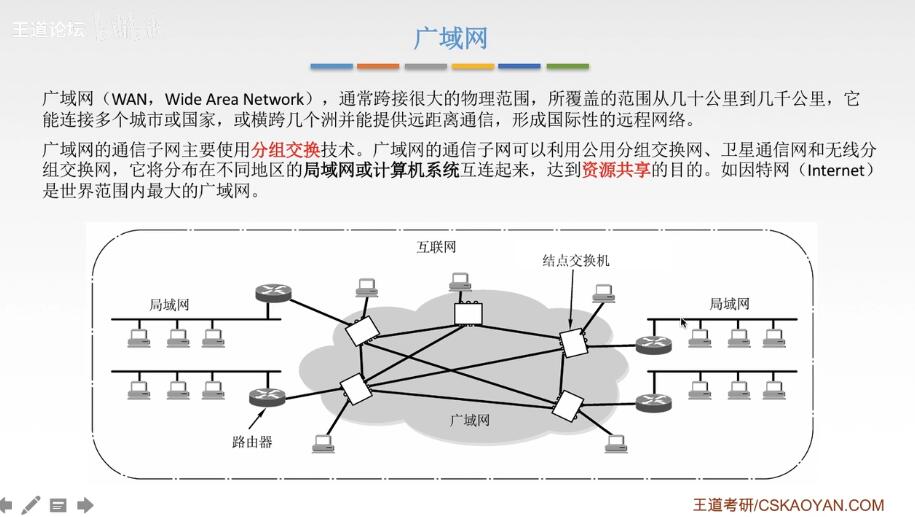 王道论坛
广域网
广域网（WAN，Wide Area Network），通常跨接很大的物理范围，所覆盖的范围从几十公里到几千公里，它
能连接多个城市或国家，或横跨几个洲并能提供远距离通信，形成国际性的远程网络。
广域网的通信子网主要使用分组交换技术。广域网的通信子网可以利用公用分组交换网、卫星通信网和无线分
组交换网，它将分布在不同地区的局域网或计算机系统互连起来，达到资源共享的目的。如因特网（Internet）
是世界范围内最大的广域网。
互联网
结点交换机
局域网
局域网
广域网
路由器
王道考研/CSKAOYAN.COM